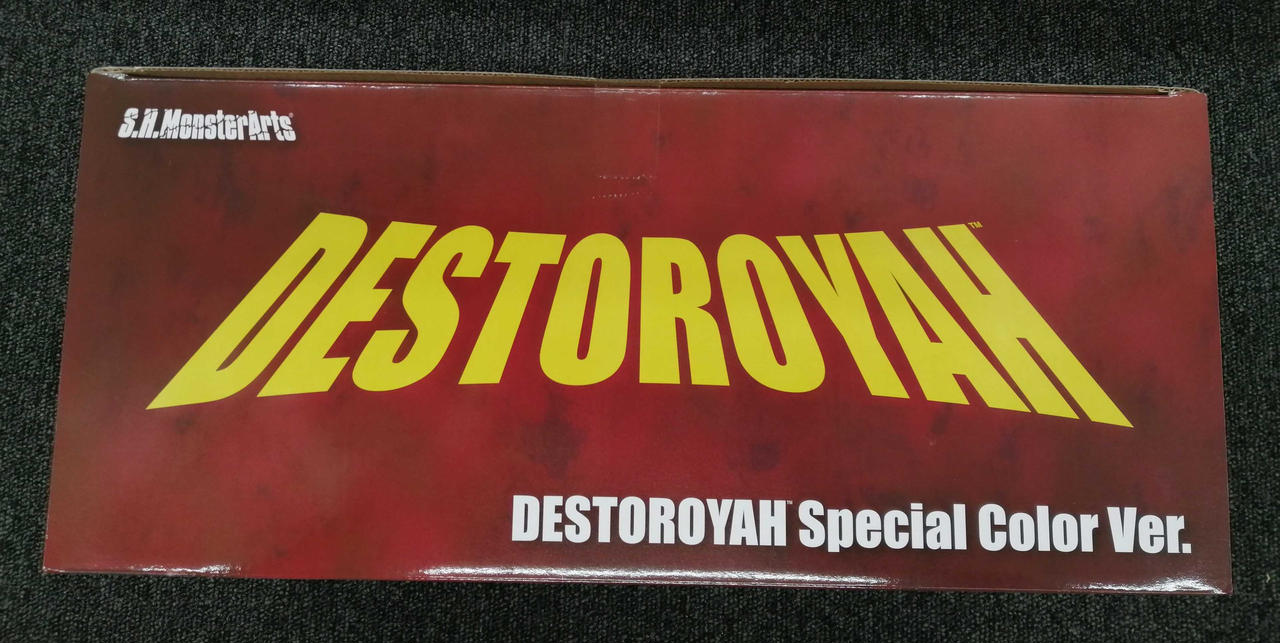 S.H.MonsterArts®
DESTOROYAH™
DESTOROYAH™ Special Color Ver.